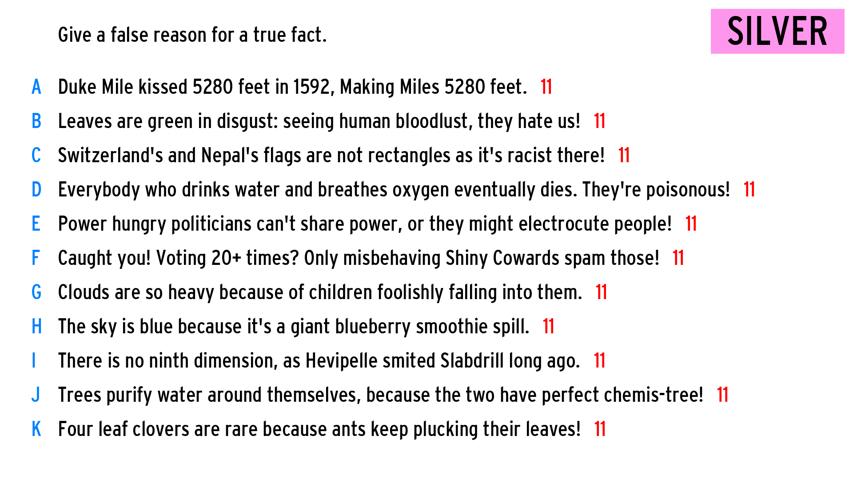 Give a false reason for a true fact.
SILVER
A Duke Mile kissed 5280 feet in 1592, Making Miles 5280 feet. 11
B Leaves are green in disgust: seeing human bloodlust, they hate us! 11
C Switzerland's and Nepal's flags are not rectangles as it's racist there! 11
D Everybody who drinks water and breathes oxygen eventually dies. They're poisonous! 11
E Power hungry politicians can't share power, or they might electrocute people! 11
F Caught you! Voting 20+ times? Only misbehaving Shiny Cowards spam those! 11
G Clouds are so heavy because of children foolishly falling into them. 11
H The sky is blue because it's a giant blueberry smoothie spill. 11
I There is no ninth dimension, as Hevipelle smited Slabdrill long ago. 11
J Trees purify water around themselves, because the two have perfect chemis-tree! 11
K Four leaf clovers are rare because ants keep plucking their leaves! 11